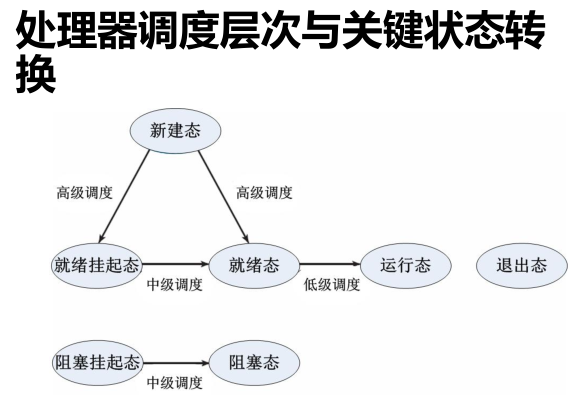 处理器调度层次与关键状态转
换
新建态
高级调度
高级调度
就绪挂起态
就绪态
运行态
退出态
中级调度
低级调度
阻塞挂起态
阻塞态
中级调度